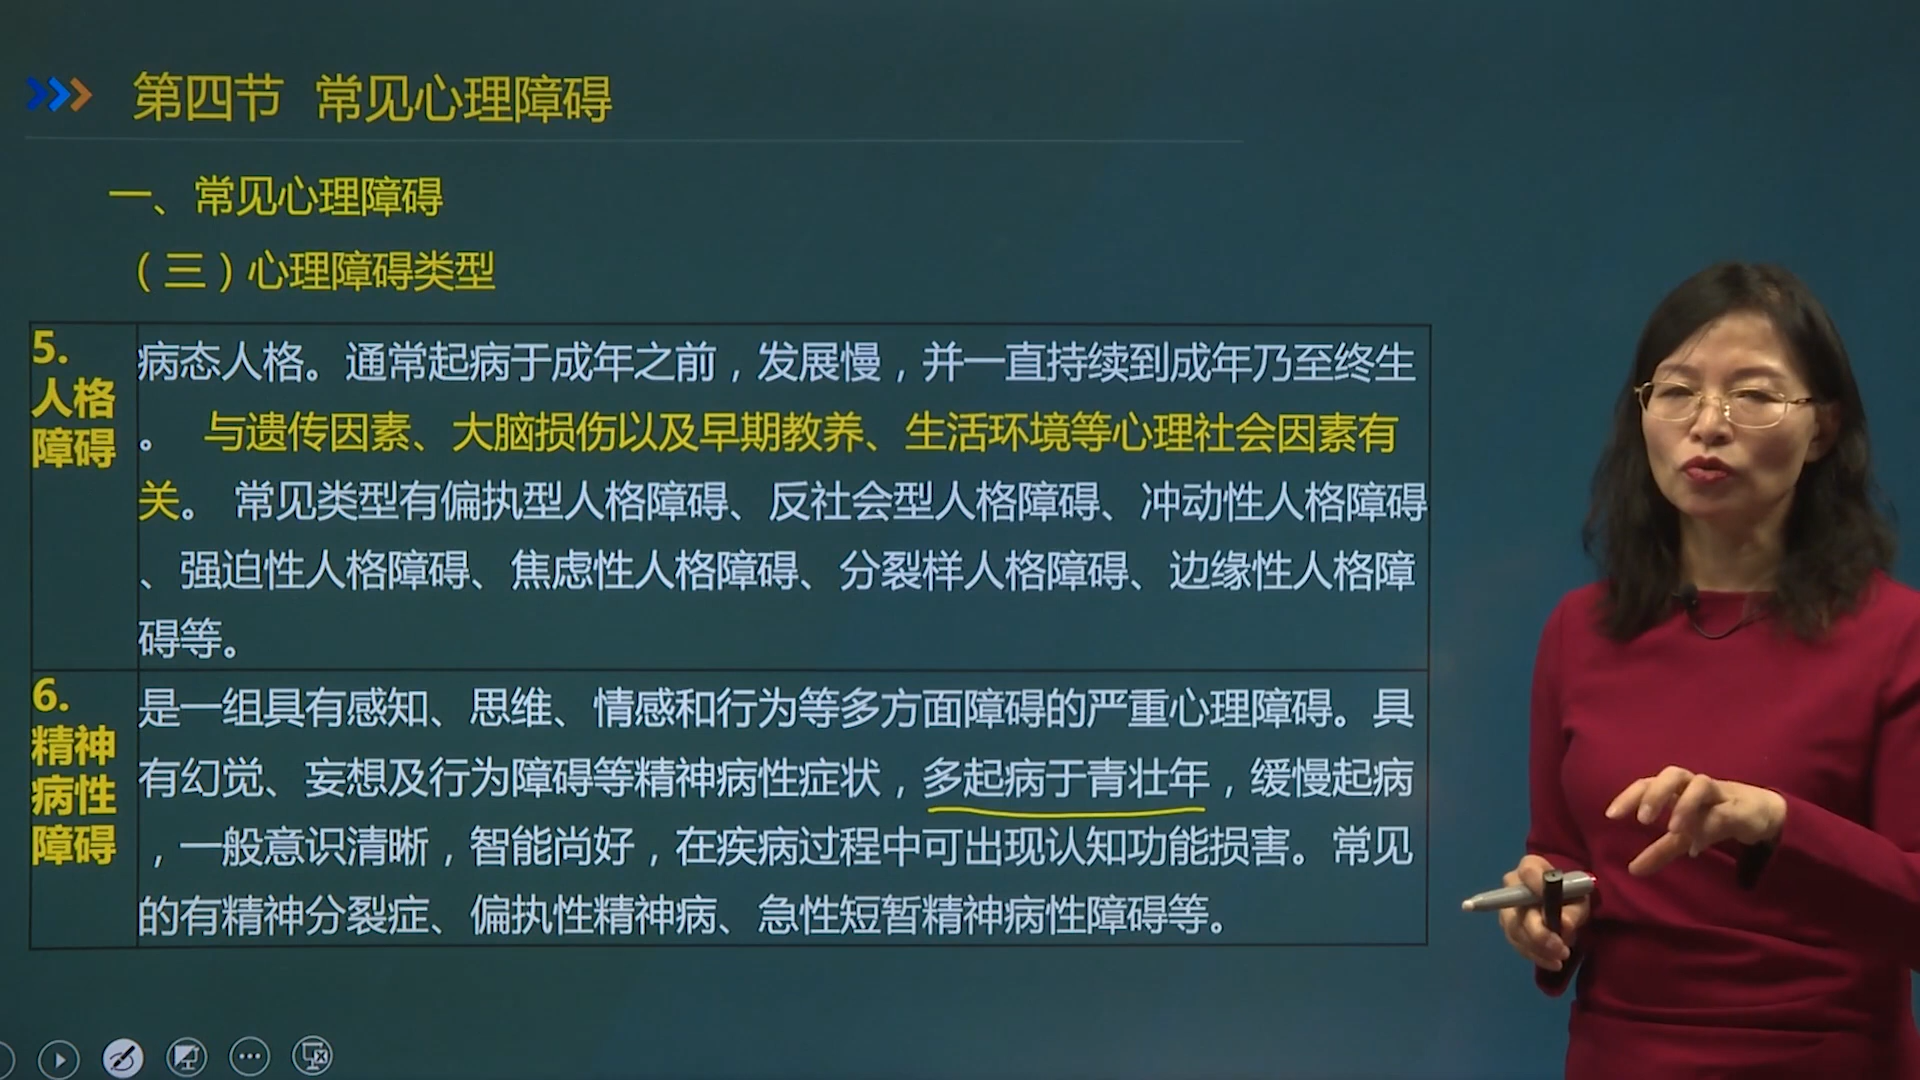 第四节 常见心理障碍
一、常见心理障碍
（三）心理障碍类型
5.
人格
障碍
病态人格。通常起病于成年之前，发展慢，并一直持续到成年乃至终生
。 与遗传因素、大脑损伤以及早期教养、生活环境等心理社会因素有
关。 常见类型有偏执型人格障碍、反社会型人格障碍、冲动性人格障碍
、强迫性人格障碍、焦虑性人格障碍、分裂样人格障碍、边缘性人格障
碍等。
6.
精神
病性
障碍
是一组具有感知、思维、情感和行为等多方面障碍的严重心理障碍。具
有幻觉、妄想及行为障碍等精神病性症状，多起病于青壮年，缓慢起病
，一般意识清晰，智能尚好，在疾病过程中可出现认知功能损害。常见
的有精神分裂症、偏执性精神病、急性短暂精神病性障碍等。